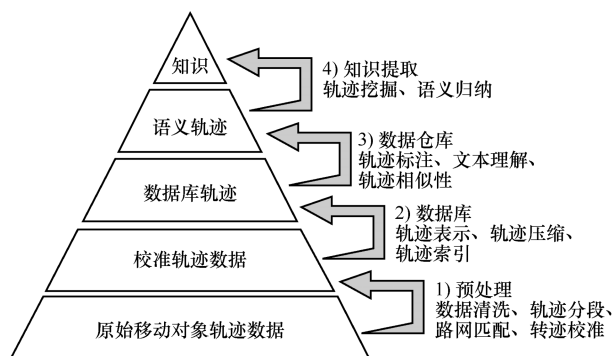 知识
4) 知识提取
轨迹挖掘、语义归纳
语义轨迹
3) 数据仓库
轨迹标注、文本理解、
轨迹相似性
数据库轨迹
2) 数据库
轨迹表示、轨迹压缩、
轨迹索引
校准轨迹数据
1) 预处理
数据清洗、轨迹分段、
路网匹配、转迹校准
原始移动对象轨迹数据